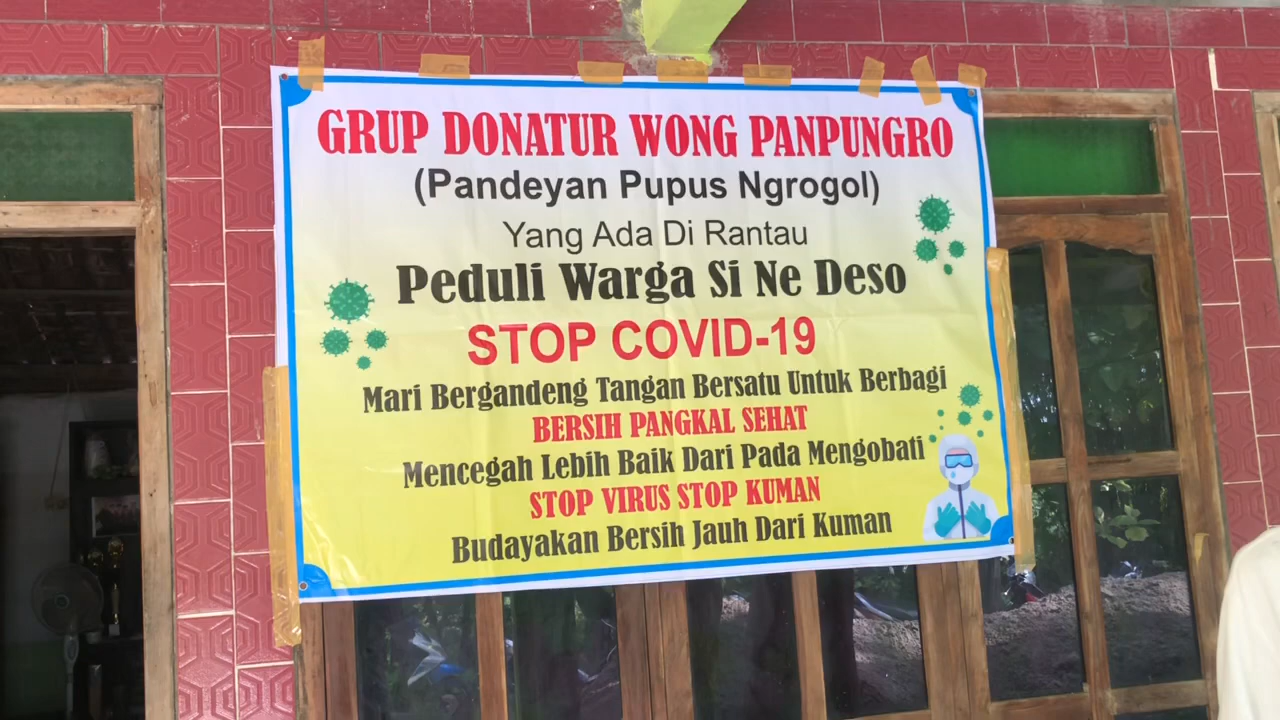 GRUP DONATUR WONG PANPUNGRO
(Pandeyan Pupus Ngrogol)
Yang Ada Di Rantau
Peduli Warga Si Ne Deso
STOP COVID-19
Mari Bergandeng Tangan Bersatu Untuk Berbagi
BERSIH PANGKAL SEHAT
Mencegah Lebih Baik Dari Pada Mengobati
STOP VIRUS STOP KUMAN
Budayakan Bersih Jauh Dari Kuman